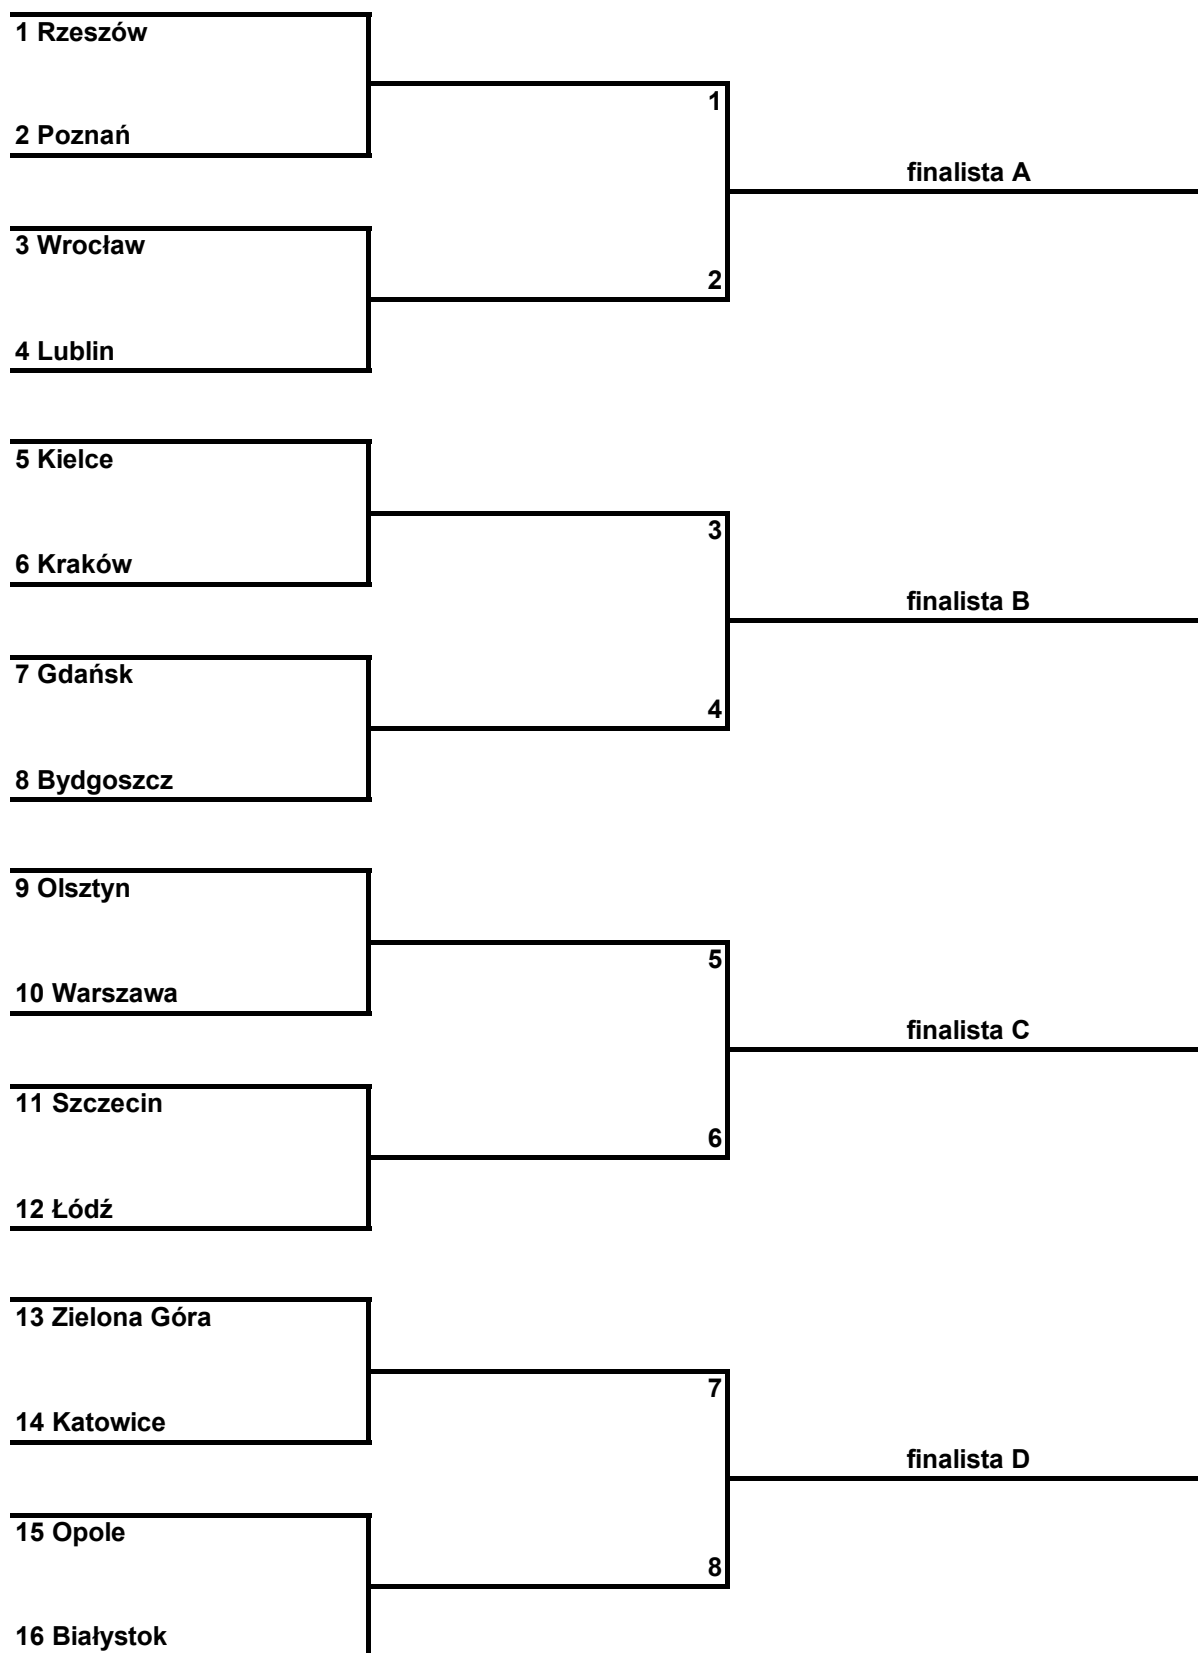 1 Rzeszów
1
2 Poznań
finalista A
3 Wrocław
2
4 Lublin
5 Kielce
3
6 Kraków
finalista B
7 Gdańsk
4
8 Bydgoszcz
9 Olsztyn
5
10 Warszawa
finalista C
11 Szczecin
6
12 Łódź
13 Zielona Góra
7
14 Katowice
finalista D
15 Opole
8
16 Białystok